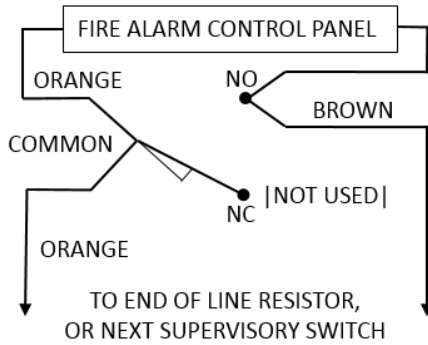 FIRE ALARM CONTROL PANEL
ORANGE
NO
BROWN
COMMON
|NOT USED|
NC
ORANGE
TO END OF LINE RESISTOR,
OR NEXT SUPERVISORY SWITCH